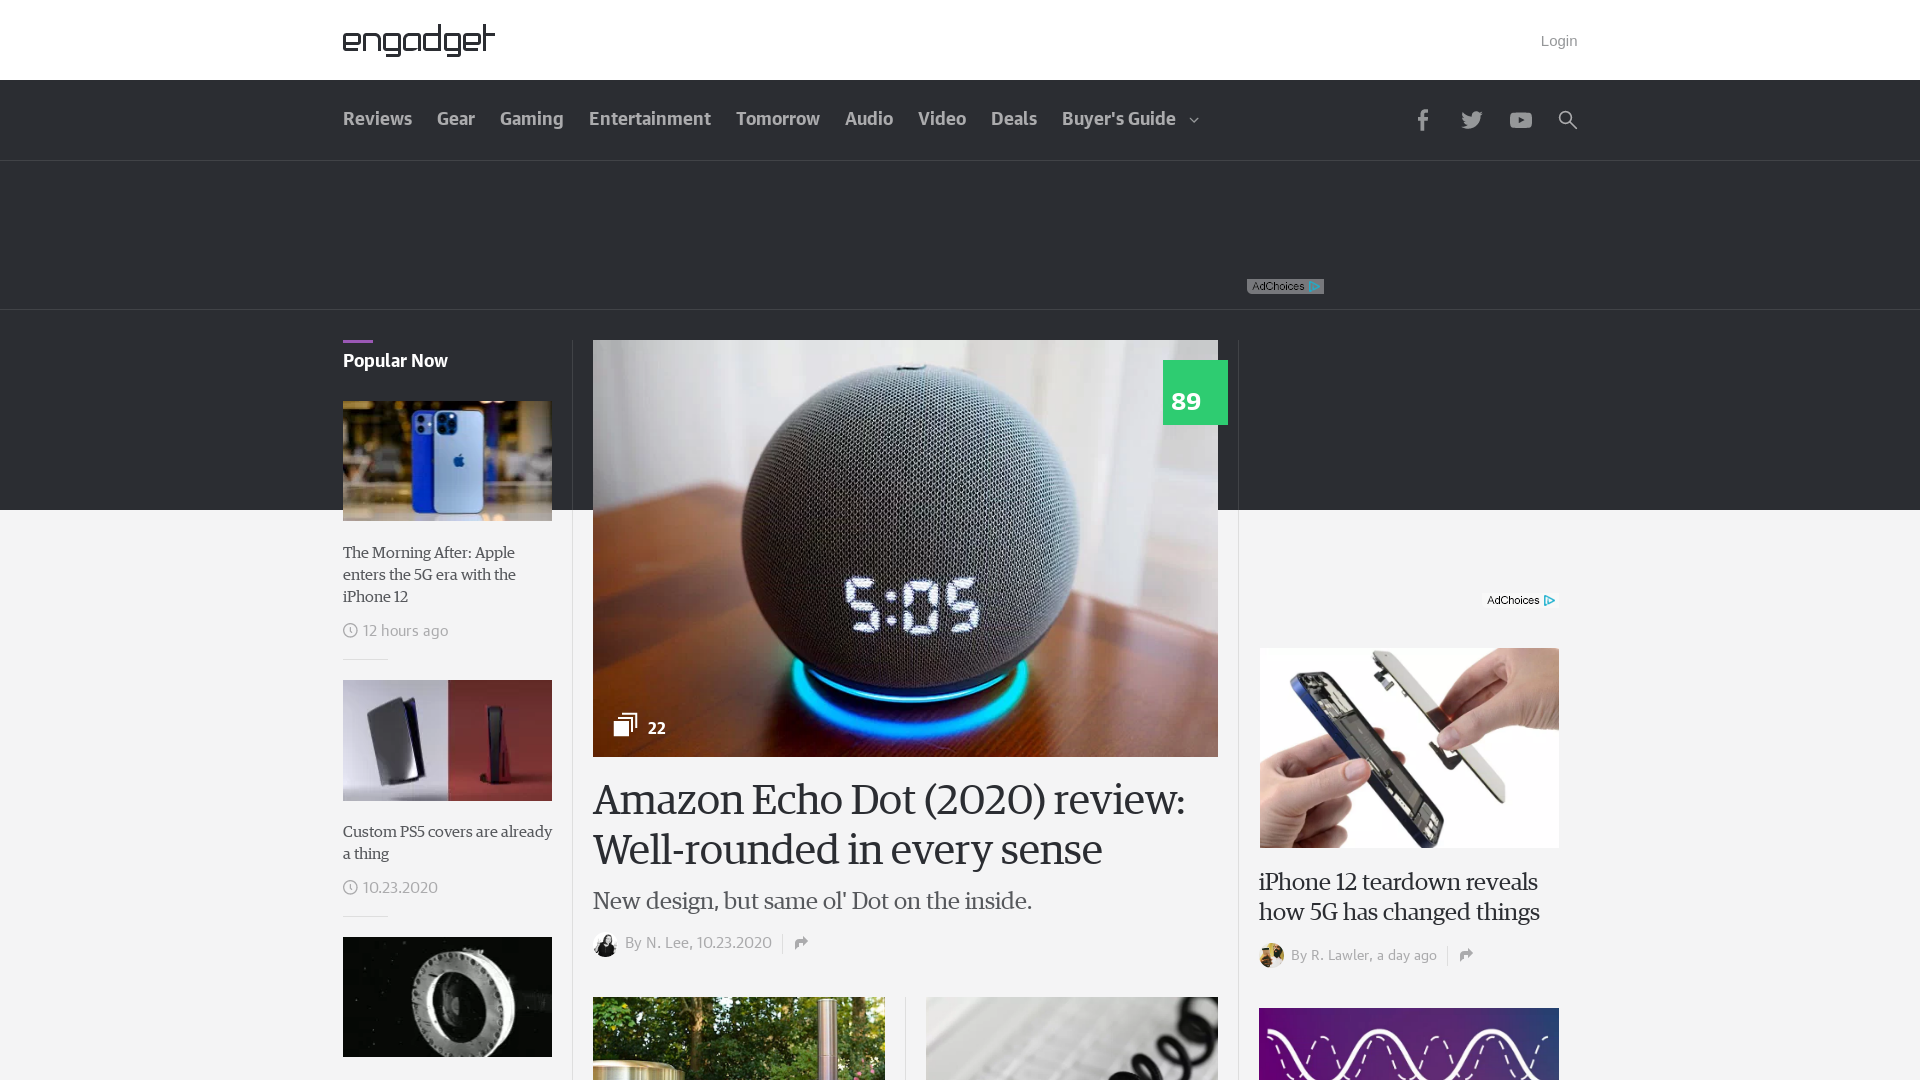 engadget
Login
Reviews Gear Gaming Entertainment Tomorrow Audio Video Deals Buyer's Guide
AdChoices
Popular Now
The Morning After: Apple
enters the 5G era with the
iPhone 12
12 hours ago
Custom PS5 covers are already
a thing
10.23.2020
89
5:05
22
Amazon Echo Dot (2020) review:
Well-rounded in every sense
New design, but same ol' Dot on the inside.
By N. Lee, 10.23.2020
AdChoices
iPhone 12 teardown reveals
how 5G has changed things
By R. Lawler, a day ago